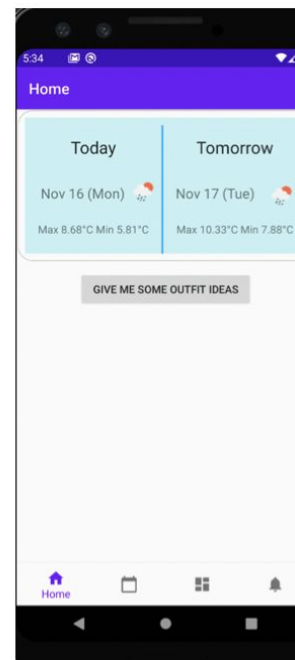 5:34
Home
Today
Tomorrow
Nov 16 (Mon)
Nov 17 (Tue)
Max 8.68°C Min 5.81°C
Max 10.33°C Min 7.88°C
GIVE ME SOME OUTFIT IDEAS
Home